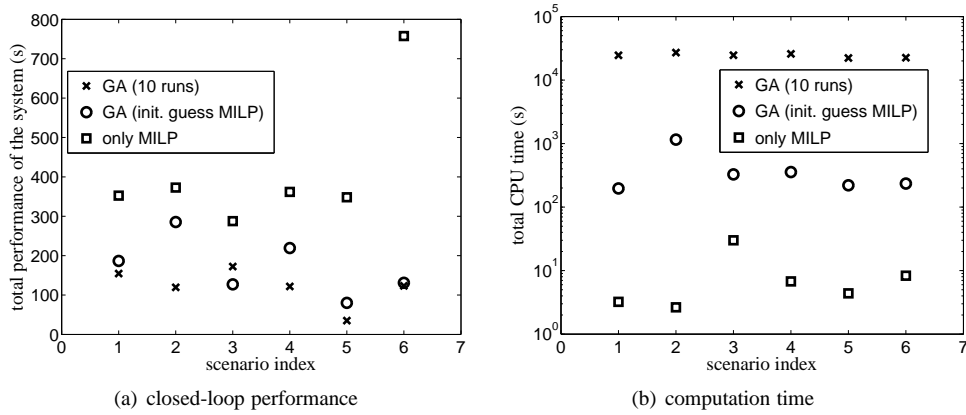 800
700
600
500
400
300
200
100
0
total performance of the system (s)
GA (10 runs)
GA (init. guess MILP)
only MILP
0 1 2 3 4 5 6 7
scenario index
(a) closed-loop performance
10^5
10^4
10^3
10^2
10^1
10^0
total CPU time (s)
GA (10 runs)
GA (init. guess MILP)
only MILP
0 1 2 3 4 5 6 7
scenario index
(b) computation time